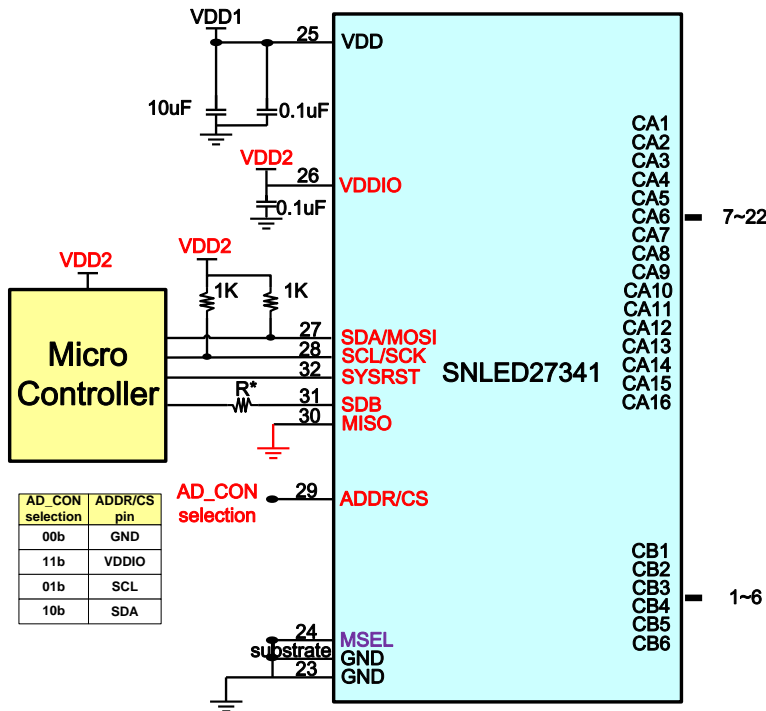 VDD1
25 VDD
10uF
0.1uF
VDD2
26 VDDIO
0.1uF
VDD2
VDD2
1K
1K
Micro
Controller
27 SDA/MOSI
28 SCL/SCK
32 SYSRST
R*
31 SDB
30 MISO
SNLED27341
AD_CON
selection
29 ADDR/CS
AD_CON selection ADDR/CS pin
00b GND
11b VDDIO
01b SCL
10b SDA
24 MSEL
substrate GND
23 GND
CA1
CA2
CA3
CA4
CA5
CA6
CA7
CA8
CA9
CA10
CA11
CA12
CA13
CA14
CA15
CA16
7~22
CB1
CB2
CB3
CB4
CB5
CB6
1~6